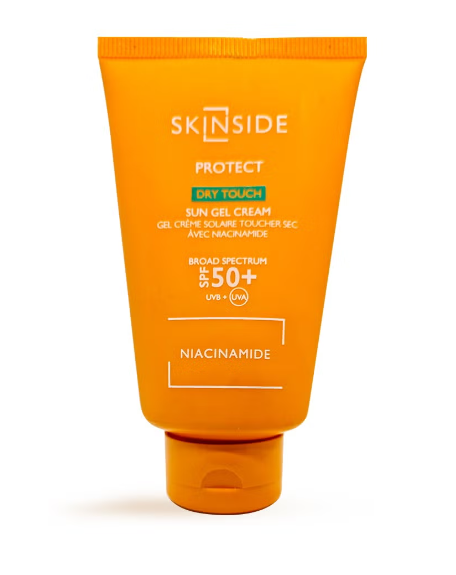 SKINSIDE
PROTECT
DRY TOUCH
SUN GEL CREAM
GEL CRÈME SOLAIRE TOUCHER SEC
AVEC NIACINAMIDE
BROAD SPECTRUM
SPF 50+
UVB + UVA
NIACINAMIDE